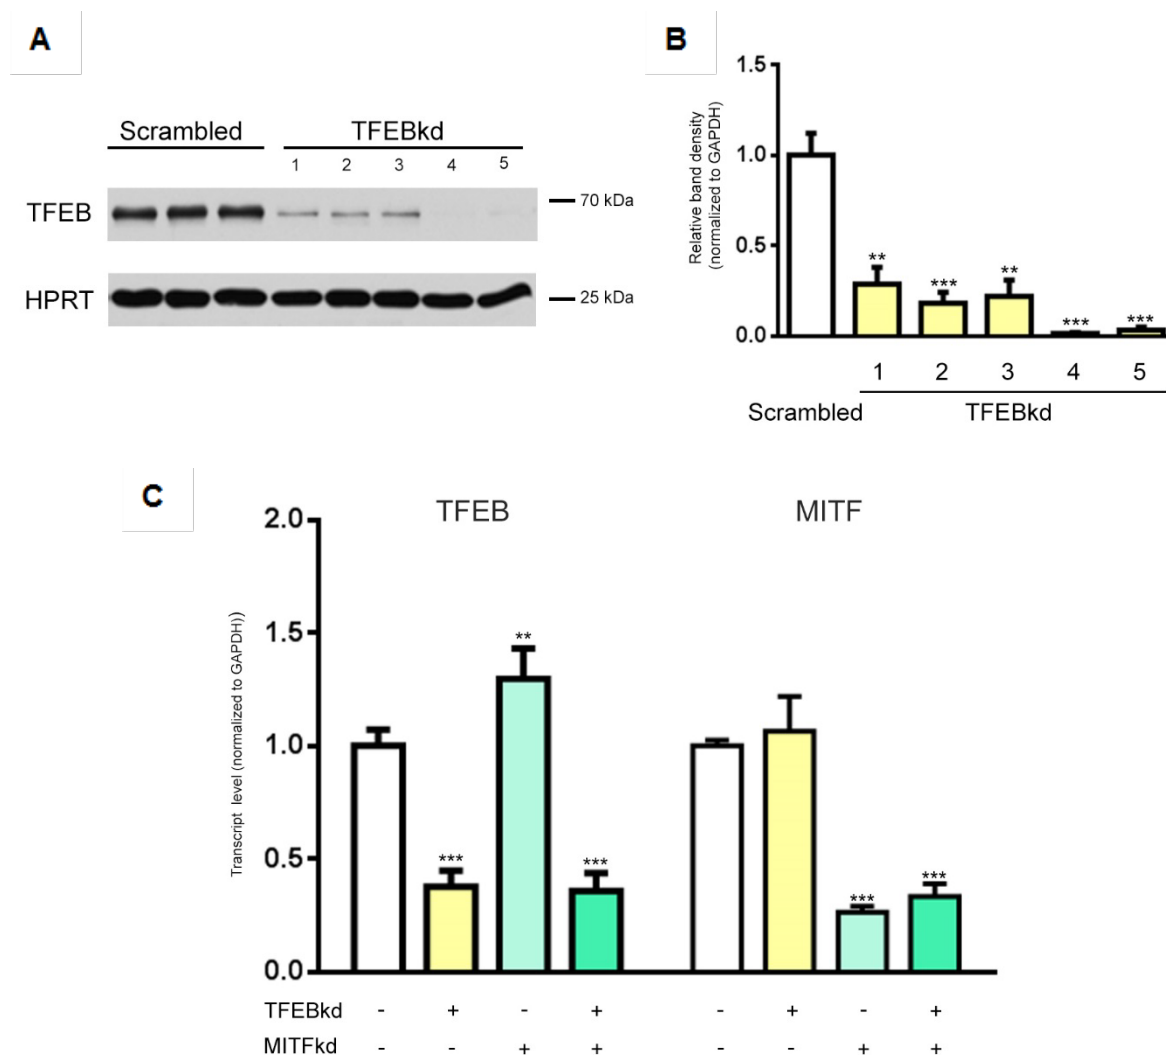 A
Scrambled TFEBkd
1 2 3 4 5
TFEB
70 kDa
HPRT
25 kDa
B
Relative band density
(normalized to GAPDH)
1.5
1.0
0.5
0.0
** *** ** *** ***
1 2 3 4 5
Scrambled TFEBkd
C
TFEB MITF
Transcript level (normalized to GAPDH))
2.0
1.5
1.0
0.5
0.0
*** ** *** *** ***
TFEBkd - + - + - + - +
MITFkd - - + + - - + +